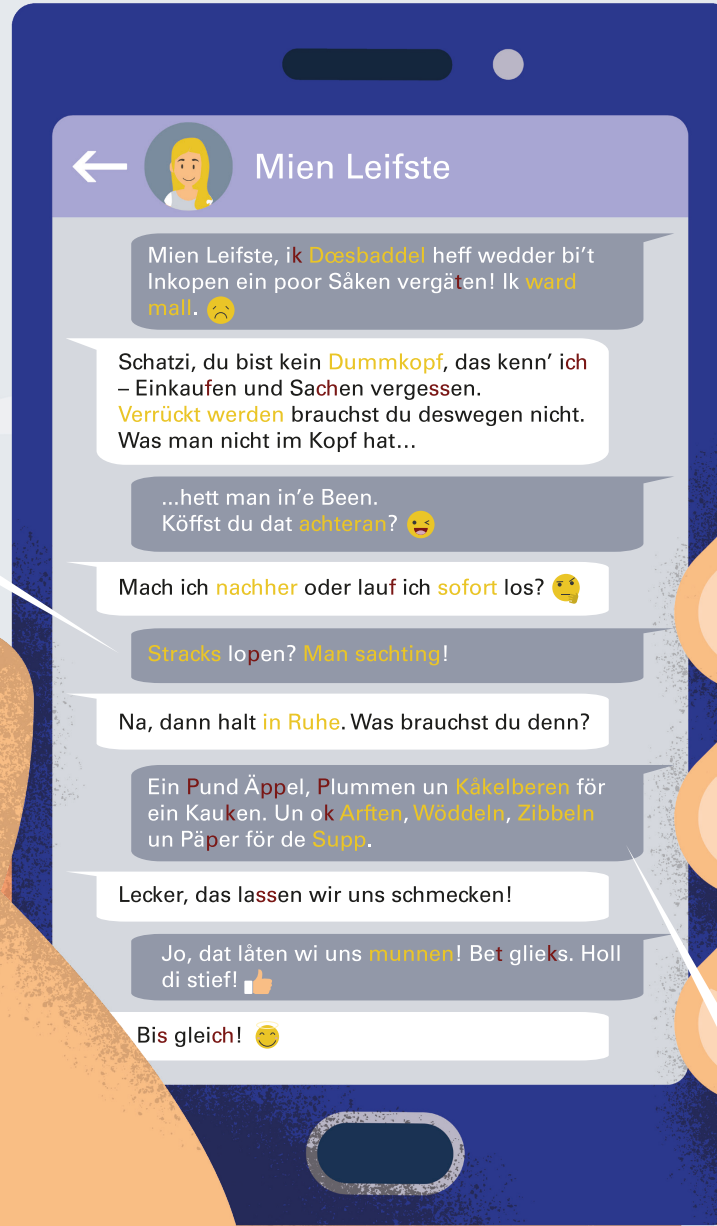 Mien Leifste
Mien Leifste, ik Dœsbaddel heff wedder bi’t
Inkopen ein poor Såken vergäten! Ik ward
mall.
Schatzi, du bist kein Dummkopf, das kenn’ ich
– Einkaufen und Sachen vergessen.
Verrückt werden brauchst du deswegen nicht.
Was man nicht im Kopf hat…
...hett man in’e Been.
Köffst du dat achteran?
Mach ich nachher oder lauf ich sofort los?
Stracks lopen? Man sachting!
Na, dann halt in Ruhe. Was brauchst du denn?
Ein Pund Äppel, Plummen un Kåkelberen för
ein Kauken. Un ok Arften, Wöddeln, Zibbeln
un Päper för de Supp.
Lecker, das lassen wir uns schmecken!
Jo, dat låten wi uns munnen! Bet glieks. Holl
di stief!
Bis gleich!